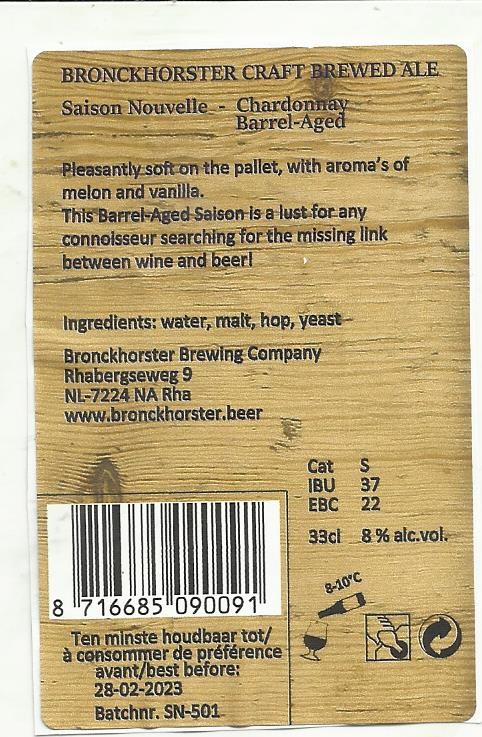 BRONCKHORSTER CRAFT BREWED ALE
Saison Nouvelle - Chardonnay
Barrel-Aged
Pleasantly soft on the pallet, with aroma's of
melon and vanilla.
This Barrel-Aged Saison is a lust for any
connoisseur searching for the missing link
between wine and beer!
Ingredients: water, malt, hop, yeast
Bronckhorster Brewing Company
Rhabergseweg 9
NL-7224 NA Rha
www.bronckhorster.beer
Cat S
IBU 37
EBC 22
33cl 8 % alc.vol.
8-10°C
8 716685 090091
Ten minste houdbaar tot/
à consommer de préférence
avant/best before:
28-02-2023
Batchnr. SN-501